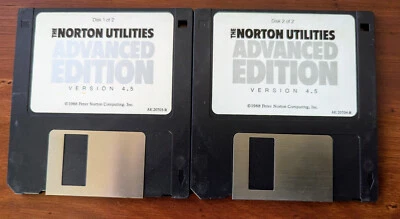 Disk 1 of 2
THE NORTON UTILITIES
ADVANCED
EDITION
VERSION 4.5
©1988 Peter Norton Computing, Inc.
Disk 2 of 2
THE NORTON UTILITIES
ADVANCED
EDITION
VERSION 4.5
©1988 Peter Norton Computing, Inc.